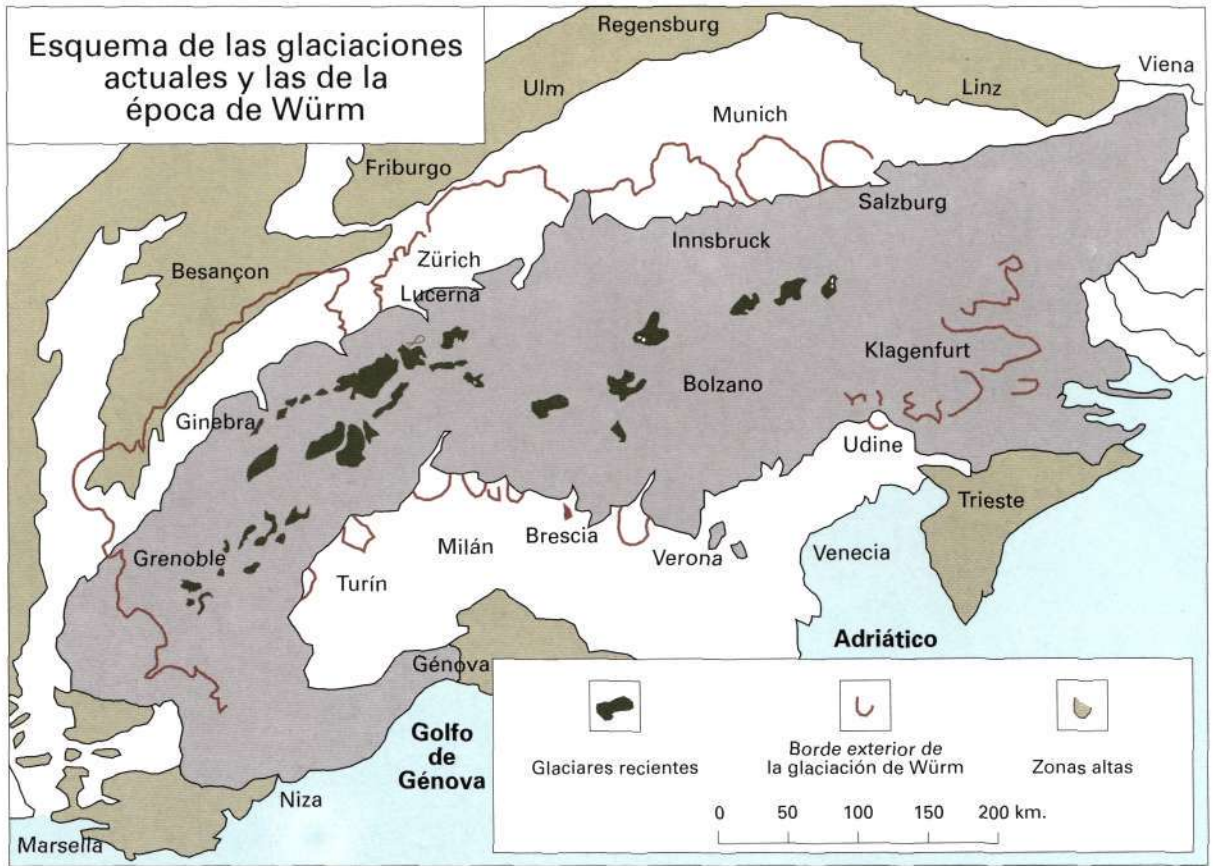 Esquema de las glaciaciones
actuales y las de la
época de Würm
Regensburg
Viena
Ulm
Linz
Munich
Friburgo
Salzburg
Innsbruck
Besançon
Zürich
Lucerna
Klagenfurt
Bolzano
Ginebra
Udine
Trieste
Grenoble
Milán
Brescia
Verona
Venecia
Turín
Adriático
Génova
Golfo
de
Génova
Niza
Marsella
Glaciares recientes
Borde exterior de
la glaciación de Würm
Zonas altas
0 50 100 150 200 km.